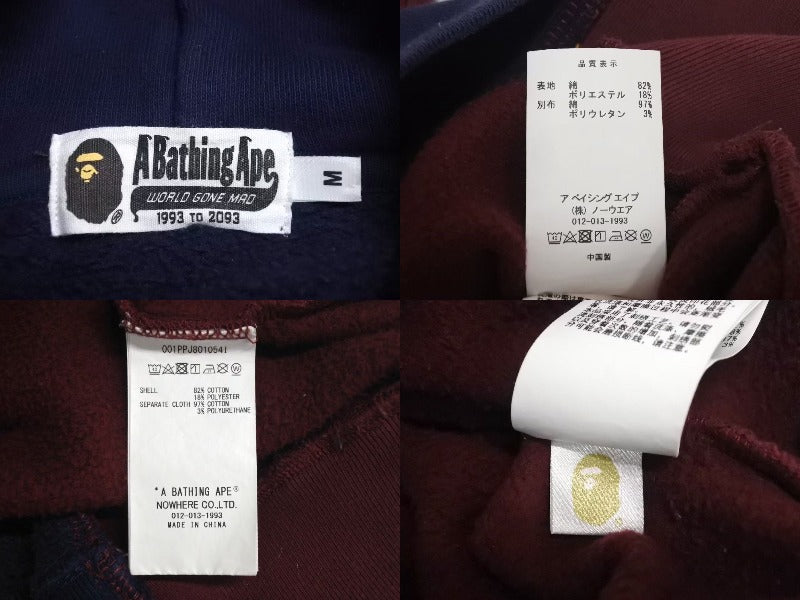 A Bathing Ape
WORLD GONE MAD
1993 TO 2093
M
品質表示
表地 綿 82%
ポリエステル 18%
別布 綿 97%
ポリウレタン 3%
ア ベイシング エイプ
(株) ノーウエア
012-013-1993
中国製
001PPJ8010541
SHELL 82% COTTON
18% POLYESTER
SEPARATE CLOTH 97% COTTON
3% POLYURETHANE
"A BATHING APE®
NOWHERE CO.,LTD.
012-013-1993
MADE IN CHINA